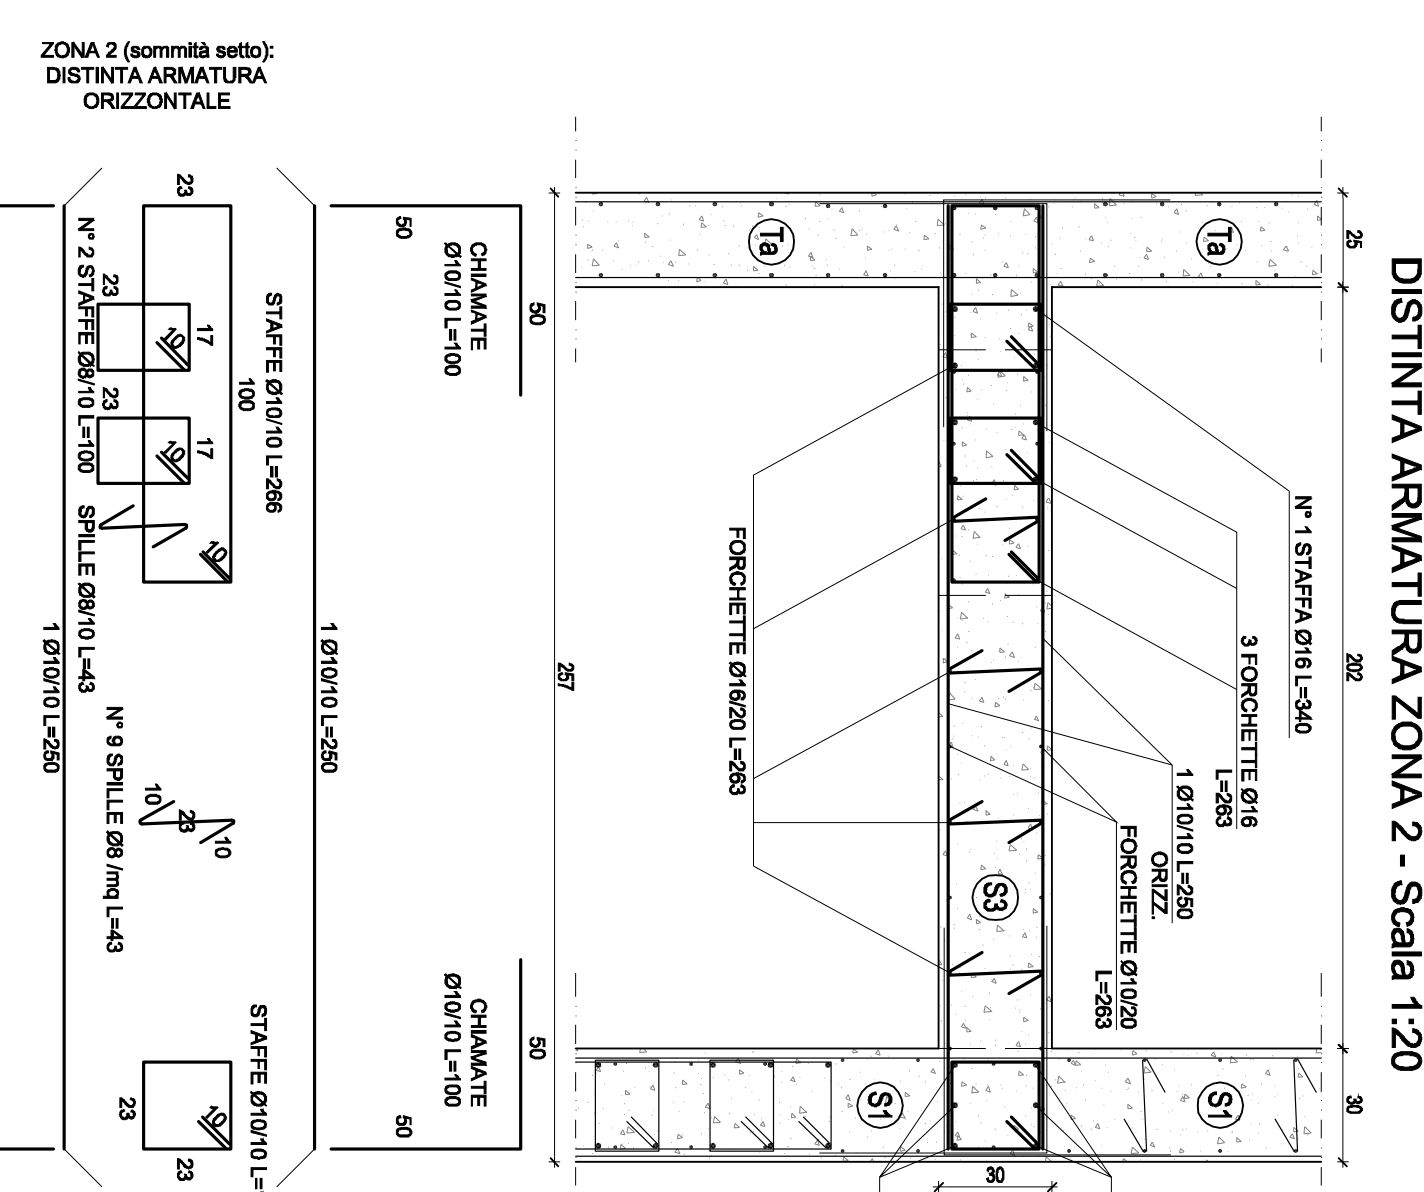 DISTINTA ARMATURA ZONA 2 - Scala 1:20
ZONA 2 (sommità setto):
DISTINTA ARMATURA
ORIZZONTALE
25
202
30
Ta
Ta
N° 1 STAFFA Ø16 L=340
3 FORCHETTE Ø16
L=263
1 Ø10/10 L=250
ORIZZ.
FORCHETTE Ø10/20
L=263
S3
S1
S1
30
FORCHETTE Ø16/20 L=263
257
50
50
CHIAMATE
Ø10/10 L=100
50
CHIAMATE
Ø10/10 L=100
50
1 Ø10/10 L=250
STAFFE Ø10/10 L=266
100
STAFFE Ø10/10 L=
23
17
10
17
10
10
23
23
N° 2 STAFFE Ø8/10 L=100
SPILLE Ø8/10 L=43
10
23
10
N° 9 SPILLE Ø8 /mq L=43
10
23
23
1 Ø10/10 L=250